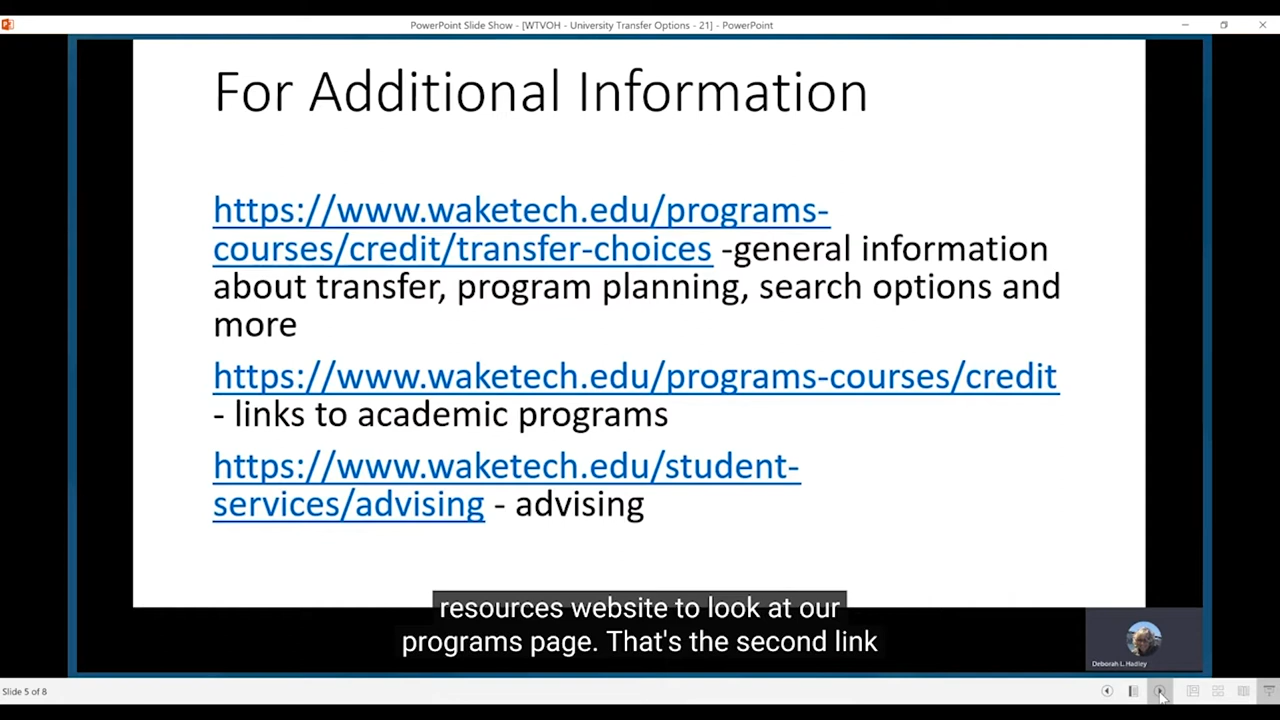 PowerPoint Slide Show - [WTVOH - University Transfer Options - 21] - PowerPoint
For Additional Information
https://www.waketech.edu/programs-
courses/credit/transfer-choices -general information
about transfer, program planning, search options and
more
https://www.waketech.edu/programs-courses/credit
- links to academic programs
https://www.waketech.edu/student-
services/advising - advising
resources website to look at our
programs page. That's the second link
Deborah L. Hadley
Slide 5 of 8